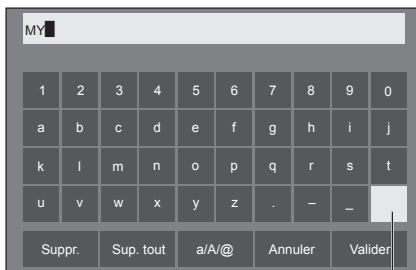 MY
1 2 3 4 5 6 7 8 9 0
a b c d e f g h i j
k l m n o p q r s t
u v w x y z . – _
Suppr. Sup. tout a/A/@ Annuler Valider